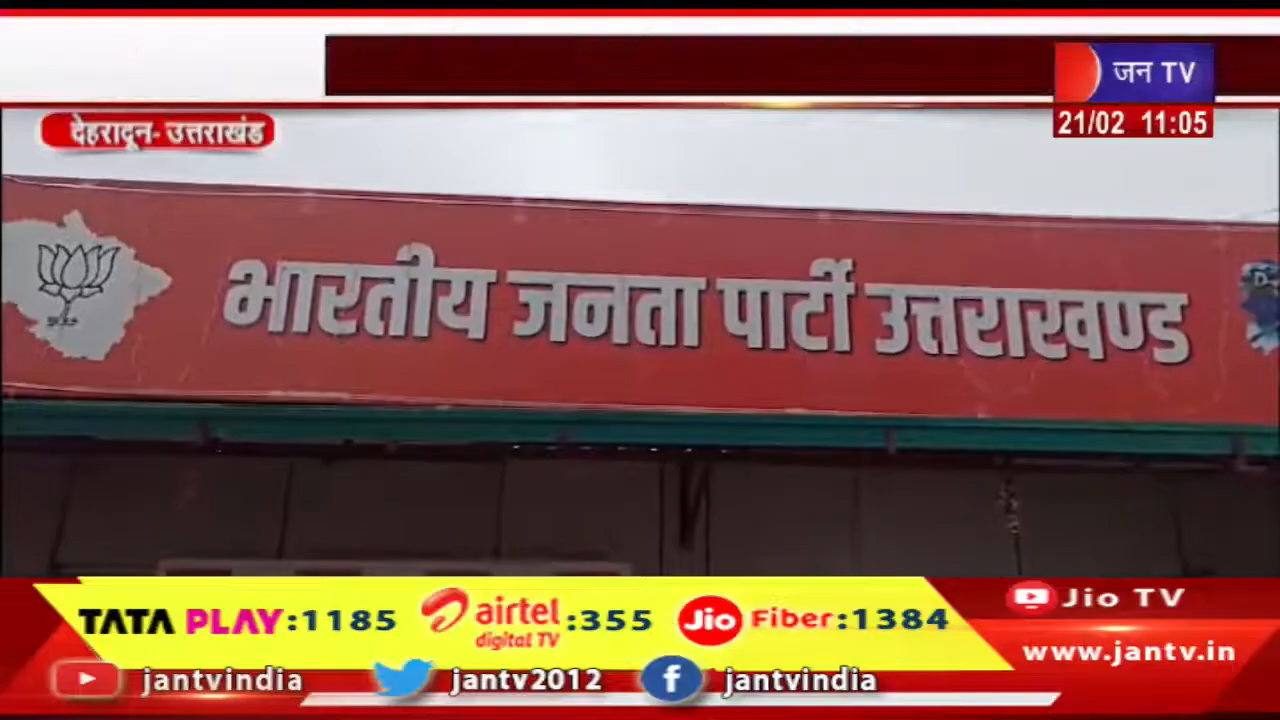 जन TV
21/02 11:05
देहरादून- उत्तराखंड
भारतीय जनता पार्टी उत्तराखण्ड
TATA PLAY:1185 airtel digital TV :355 Jio Fiber:1384
Jio TV
www.jantv.in
jantvindia jantv2012 jantvindia